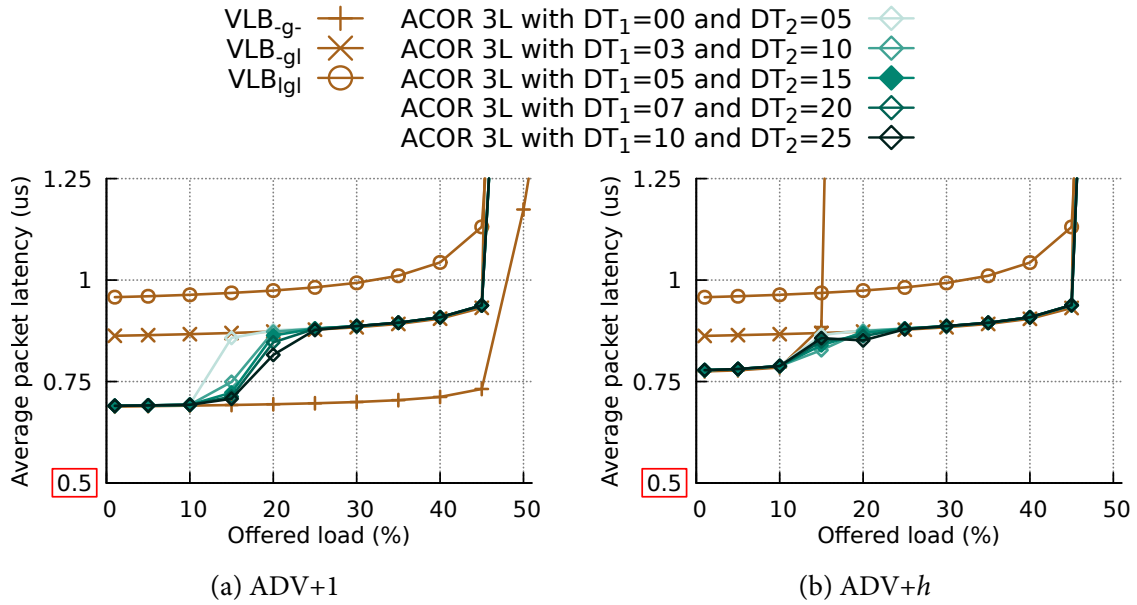 VLB-g-
VLB-gl
VLBlgl
ACOR 3L with DT1=00 and DT2=05
ACOR 3L with DT1=03 and DT2=10
ACOR 3L with DT1=05 and DT2=15
ACOR 3L with DT1=07 and DT2=20
ACOR 3L with DT1=10 and DT2=25
Average packet latency (us)
1.25
1
0.75
0.5
0 10 20 30 40 50
Offered load (%)
(a) ADV+1
Average packet latency (us)
1.25
1
0.75
0.5
0 10 20 30 40 50
Offered load (%)
(b) ADV+h